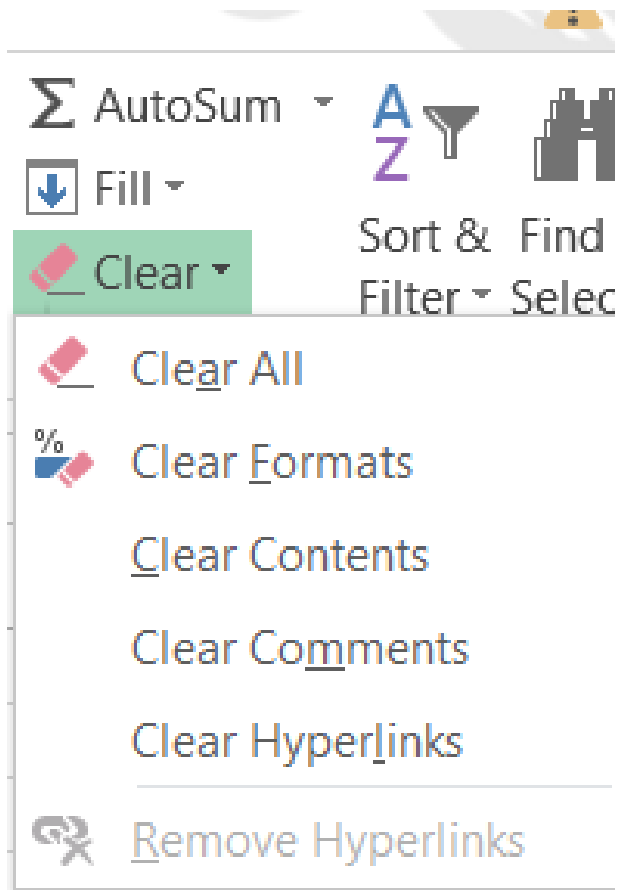 AutoSum
Fill
Clear
Sort & Filter
Find
Selec
Clear All
%
Clear Formats
Clear Contents
Clear Comments
Clear Hyperlinks
Remove Hyperlinks